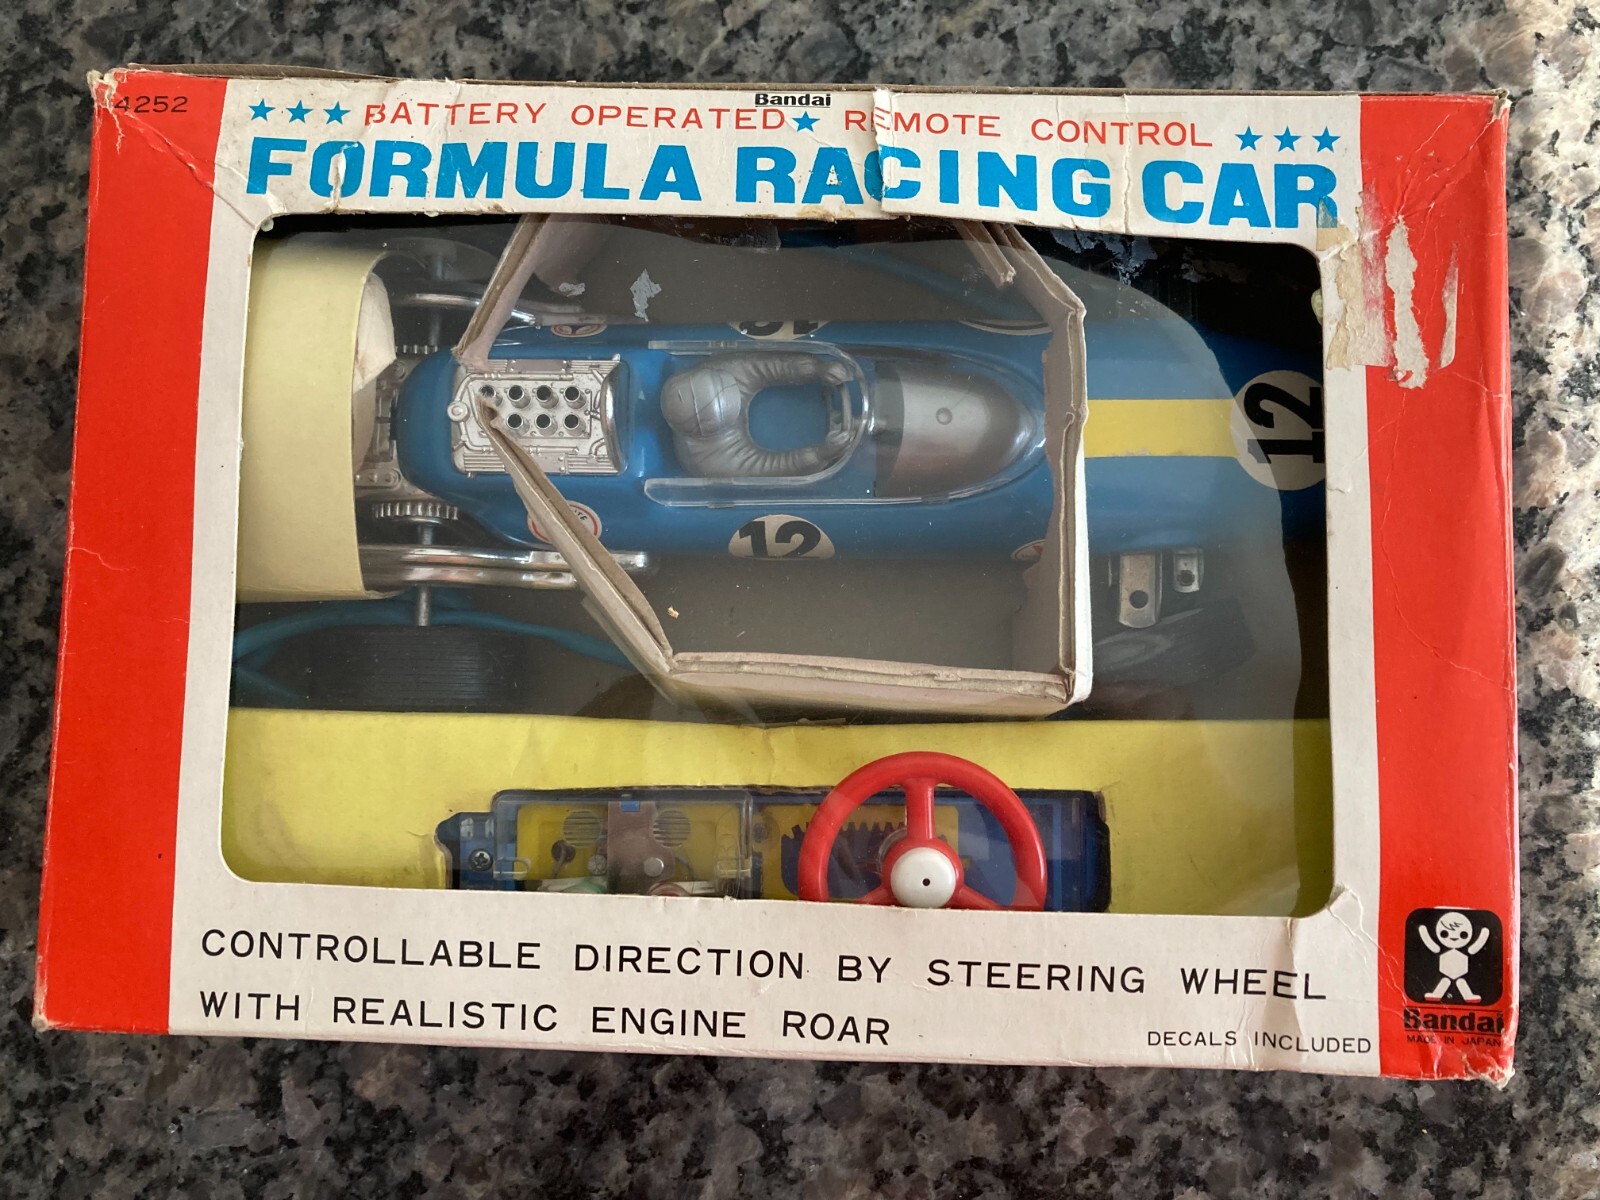 4252
Bandai
BATTERY OPERATED REMOTE CONTROL
FORMULA RACING CAR
12
12
12
CONTROLLABLE DIRECTION BY STEERING WHEEL
WITH REALISTIC ENGINE ROAR
DECALS INCLUDED
Bandai
MADE IN JAPAN